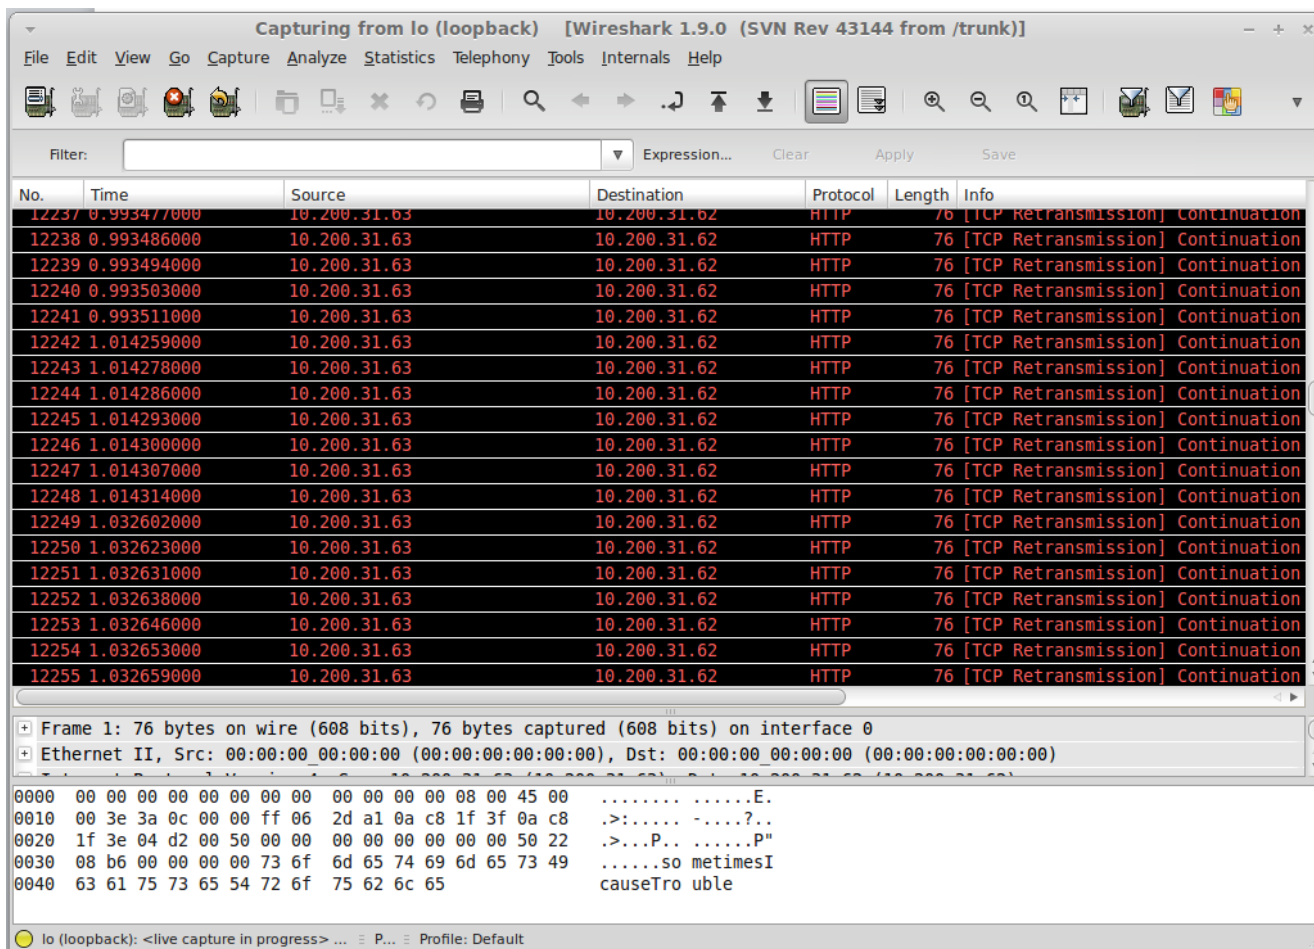 Capturing from lo (loopback) [Wireshark 1.9.0 (SVN Rev 43144 from /trunk)]
File Edit View Go Capture Analyze Statistics Telephony Tools Internals Help
Filter: Expression... Clear Apply Save
No. Time Source Destination Protocol Length Info
12237 0.993477000 10.200.31.63 10.200.31.62 HTTP 76 [TCP Retransmission] Continuation
12238 0.993486000 10.200.31.63 10.200.31.62 HTTP 76 [TCP Retransmission] Continuation
12239 0.993494000 10.200.31.63 10.200.31.62 HTTP 76 [TCP Retransmission] Continuation
12240 0.993503000 10.200.31.63 10.200.31.62 HTTP 76 [TCP Retransmission] Continuation
12241 0.993511000 10.200.31.63 10.200.31.62 HTTP 76 [TCP Retransmission] Continuation
12242 1.014259000 10.200.31.63 10.200.31.62 HTTP 76 [TCP Retransmission] Continuation
12243 1.014278000 10.200.31.63 10.200.31.62 HTTP 76 [TCP Retransmission] Continuation
12244 1.014286000 10.200.31.63 10.200.31.62 HTTP 76 [TCP Retransmission] Continuation
12245 1.014293000 10.200.31.63 10.200.31.62 HTTP 76 [TCP Retransmission] Continuation
12246 1.014300000 10.200.31.63 10.200.31.62 HTTP 76 [TCP Retransmission] Continuation
12247 1.014307000 10.200.31.63 10.200.31.62 HTTP 76 [TCP Retransmission] Continuation
12248 1.014314000 10.200.31.63 10.200.31.62 HTTP 76 [TCP Retransmission] Continuation
12249 1.032602000 10.200.31.63 10.200.31.62 HTTP 76 [TCP Retransmission] Continuation
12250 1.032623000 10.200.31.63 10.200.31.62 HTTP 76 [TCP Retransmission] Continuation
12251 1.032631000 10.200.31.63 10.200.31.62 HTTP 76 [TCP Retransmission] Continuation
12252 1.032638000 10.200.31.63 10.200.31.62 HTTP 76 [TCP Retransmission] Continuation
12253 1.032646000 10.200.31.63 10.200.31.62 HTTP 76 [TCP Retransmission] Continuation
12254 1.032653000 10.200.31.63 10.200.31.62 HTTP 76 [TCP Retransmission] Continuation
12255 1.032659000 10.200.31.63 10.200.31.62 HTTP 76 [TCP Retransmission] Continuation
Frame 1: 76 bytes on wire (608 bits), 76 bytes captured (608 bits) on interface 0
Ethernet II, Src: 00:00:00_00:00:00 (00:00:00:00:00:00), Dst: 00:00:00_00:00:00 (00:00:00:00:00:00)
0000 00 00 00 00 00 00 00 00 00 00 00 00 08 00 45 00 ........ ......E.
0010 00 3e 3a 0c 00 00 ff 06 2d a1 0a c8 1f 3f 0a c8 .>:..... -....?..
0020 1f 3e 04 d2 00 50 00 00 00 00 00 00 00 00 50 22 .>...P.. ......P"
0030 08 b6 00 00 00 00 73 6f 6d 65 74 69 6d 65 73 49 ......so metimesI
0040 63 61 75 73 65 54 72 6f 75 62 6c 65 causeTro uble
lo (loopback): <live capture in progress> ... P... Profile: Default